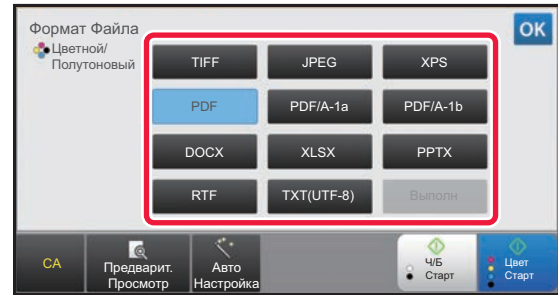 Формат Файла
OK
Цветной/
Полутоновый
TIFF JPEG XPS
PDF PDF/A-1a PDF/A-1b
DOCX XLSX PPTX
RTF TXT(UTF-8) Выполн
CA
Предварит.
Просмотр
Авто
Настройка
Ч/Б
Старт
Цвет
Старт